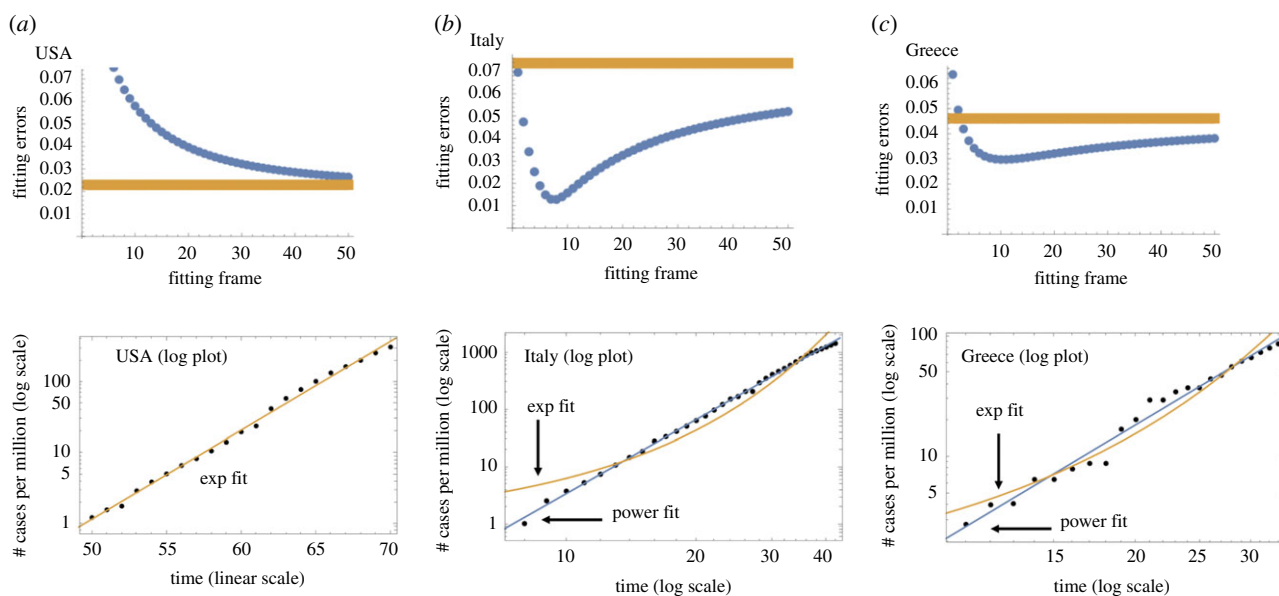 (a)
USA
0.07
0.06
0.05
0.04
0.03
0.02
0.01
fitting errors
10 20 30 40 50
fitting frame
(b)
Italy
0.07
0.06
0.05
0.04
0.03
0.02
0.01
fitting errors
10 20 30 40 50
fitting frame
(c)
Greece
0.06
0.05
0.04
0.03
0.02
0.01
fitting errors
10 20 30 40 50
fitting frame
USA (log plot)
# cases per million (log scale)
100
50
10
5
1
exp fit
50 55 60 65 70
time (linear scale)
Italy (log plot)
# cases per million (log scale)
1000
100
10
1
exp fit
power fit
10 20 30 40
time (log scale)
Greece (log plot)
# cases per million (log scale)
100
50
10
5
exp fit
power fit
15 20 25 30
time (log scale)